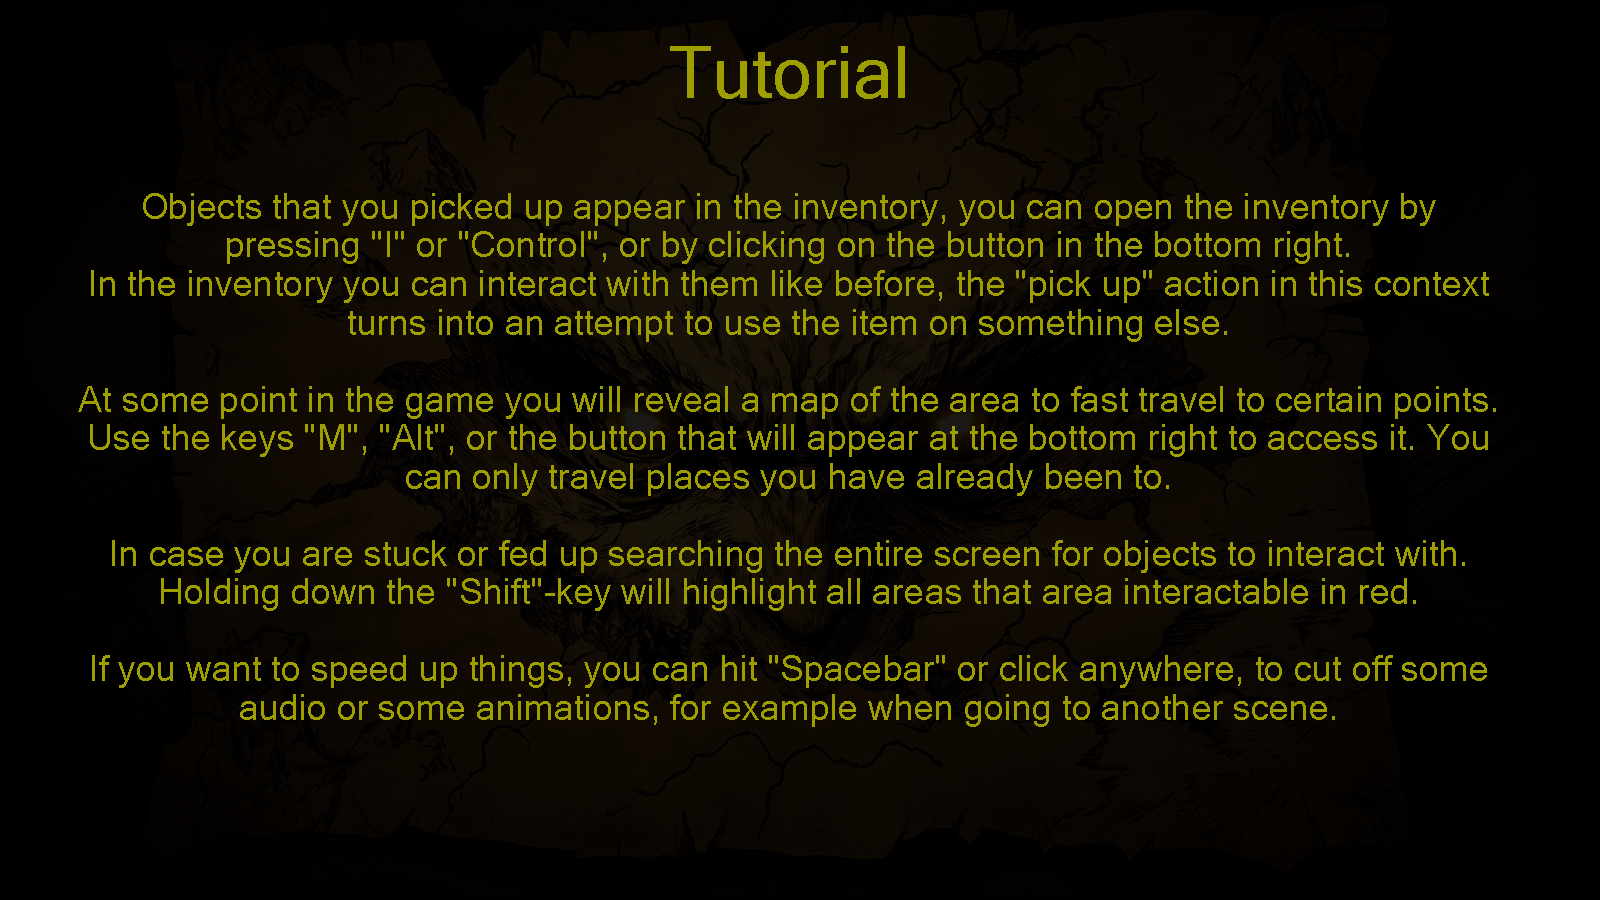 Tutorial
Objects that you picked up appear in the inventory, you can open the inventory by
pressing "I" or "Control", or by clicking on the button in the bottom right.
In the inventory you can interact with them like before, the "pick up" action in this context
turns into an attempt to use the item on something else.
At some point in the game you will reveal a map of the area to fast travel to certain points.
Use the keys "M", "Alt", or the button that will appear at the bottom right to access it. You
can only travel places you have already been to.
In case you are stuck or fed up searching the entire screen for objects to interact with.
Holding down the "Shift"-key will highlight all areas that area interactable in red.
If you want to speed up things, you can hit "Spacebar" or click anywhere, to cut off some
audio or some animations, for example when going to another scene.